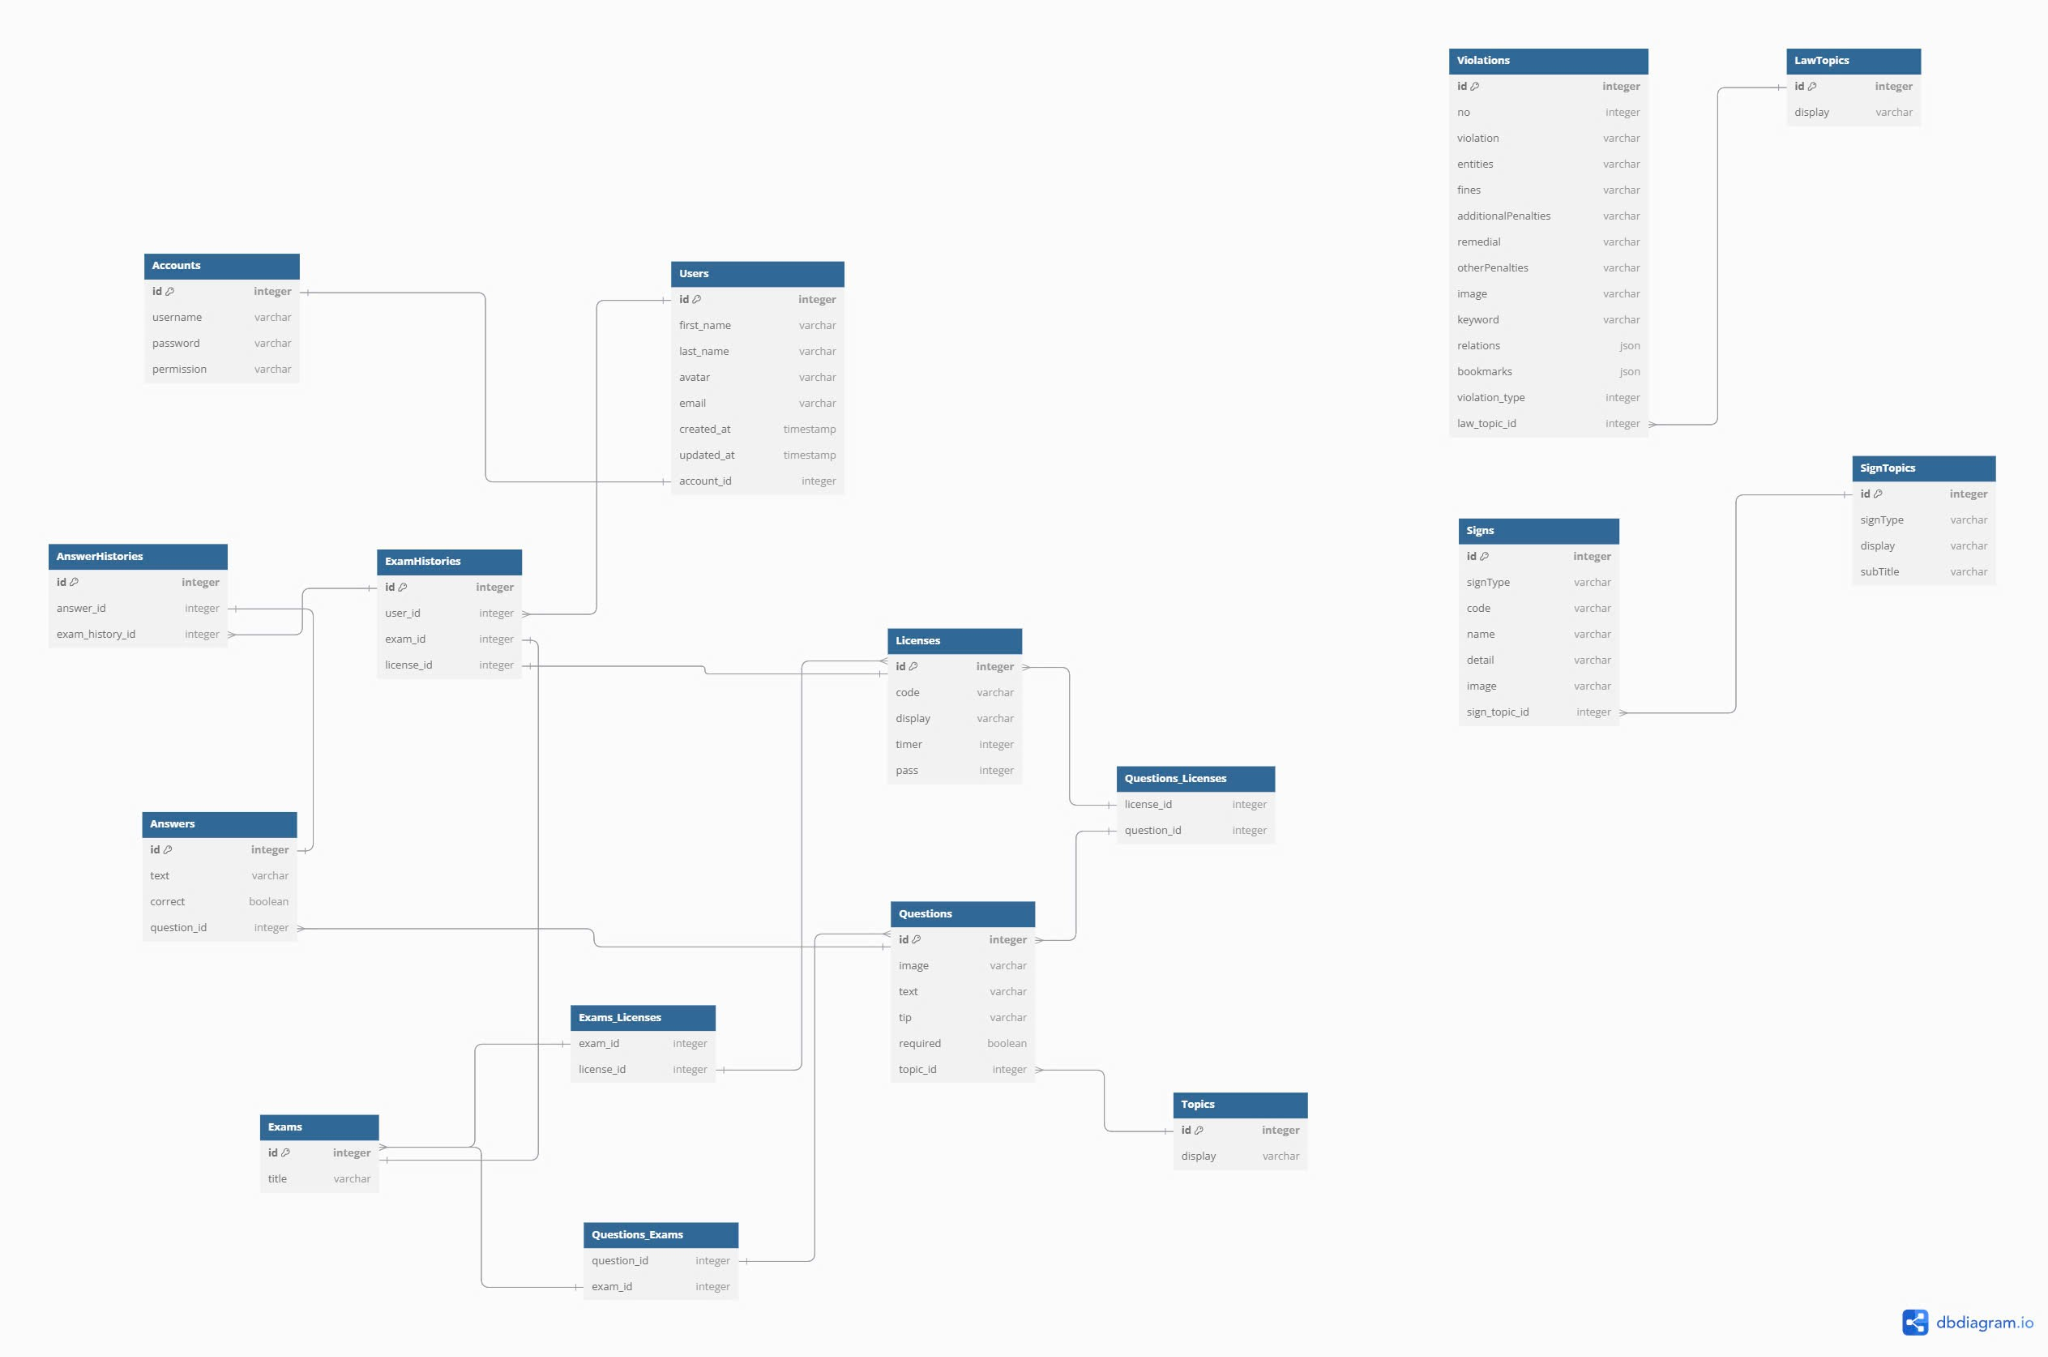 Violations
id integer
no integer
violation varchar
entities varchar
fines varchar
additionalPenalties varchar
remedial varchar
otherPenalties varchar
image varchar
keyword varchar
relations json
bookmarks json
violation_type integer
law_topic_id integer
LawTopics
id integer
display varchar
Accounts
id integer
username varchar
password varchar
permission varchar
Users
id integer
first_name varchar
last_name varchar
avatar varchar
email varchar
created_at timestamp
updated_at timestamp
account_id integer
SignTopics
id integer
signType varchar
display varchar
subTitle varchar
Signs
id integer
signType varchar
code varchar
name varchar
detail varchar
image varchar
sign_topic_id integer
AnswerHistories
id integer
answer_id integer
exam_history_id integer
ExamHistories
id integer
user_id integer
exam_id integer
license_id integer
Licenses
id integer
code varchar
display varchar
timer integer
pass integer
Questions_Licenses
license_id integer
question_id integer
Answers
id integer
text varchar
correct boolean
question_id integer
Questions
id integer
image varchar
text varchar
tip varchar
required boolean
topic_id integer
Exams_Licenses
exam_id integer
license_id integer
Topics
id integer
display varchar
Exams
id integer
title varchar
Questions_Exams
question_id integer
exam_id integer
dbdiagram.io